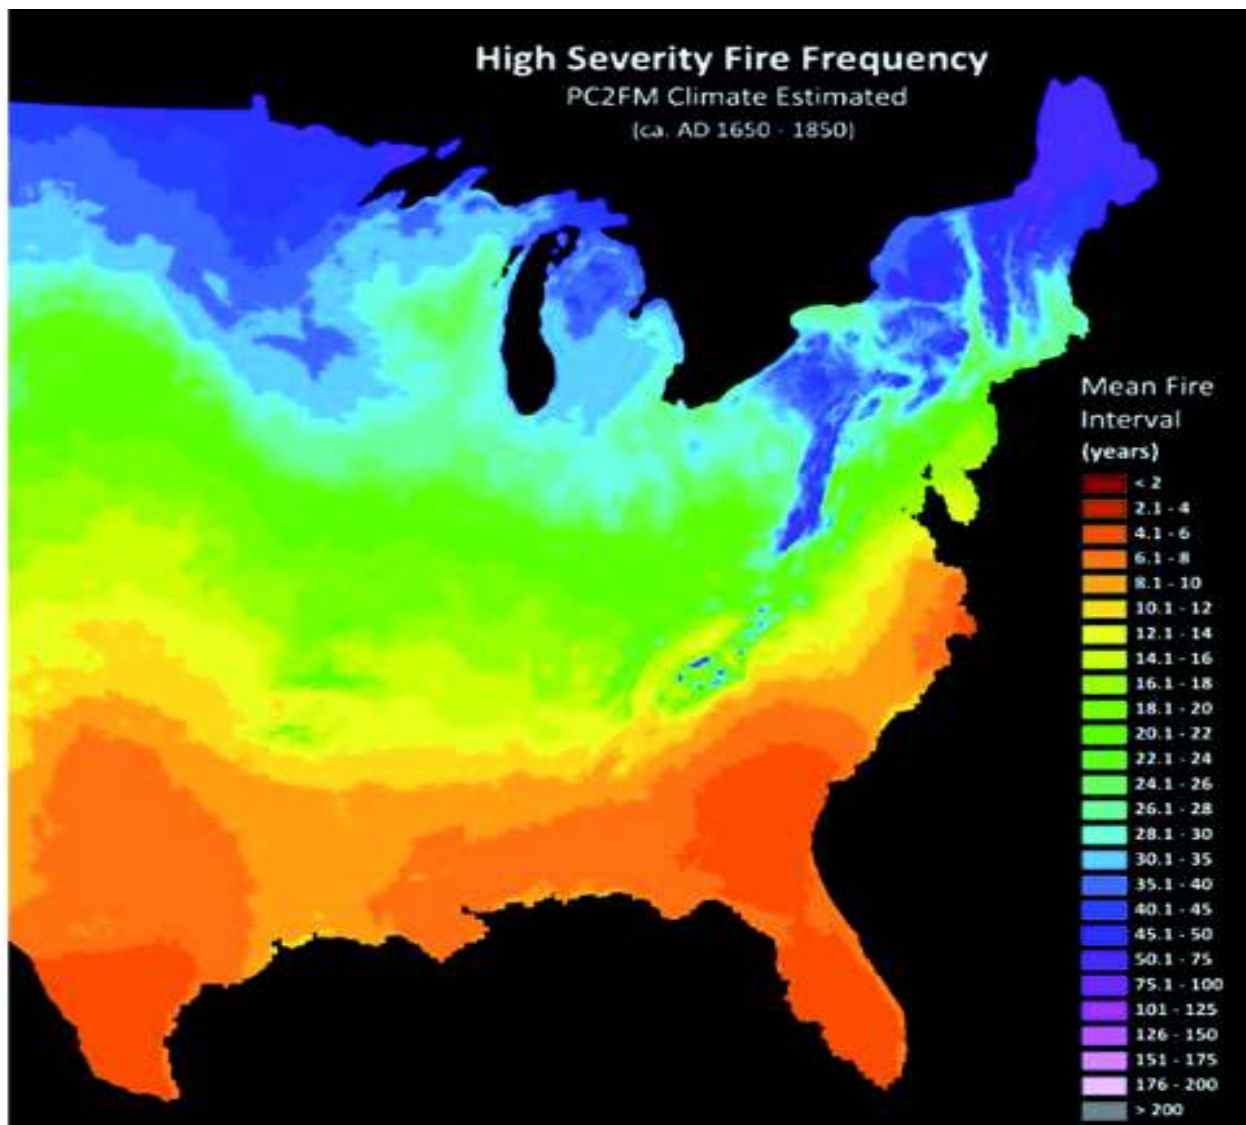 High Severity Fire Frequency
PC2FM Climate Estimated
(ca. AD 1650 - 1850)
Mean Fire
Interval
(years)
< 2
2.1 - 4
4.1 - 6
6.1 - 8
8.1 - 10
10.1 - 12
12.1 - 14
14.1 - 16
16.1 - 18
18.1 - 20
20.1 - 22
22.1 - 24
24.1 - 26
26.1 - 28
28.1 - 30
30.1 - 35
35.1 - 40
40.1 - 45
45.1 - 50
50.1 - 75
75.1 - 100
101 - 125
126 - 150
151 - 175
176 - 200
> 200